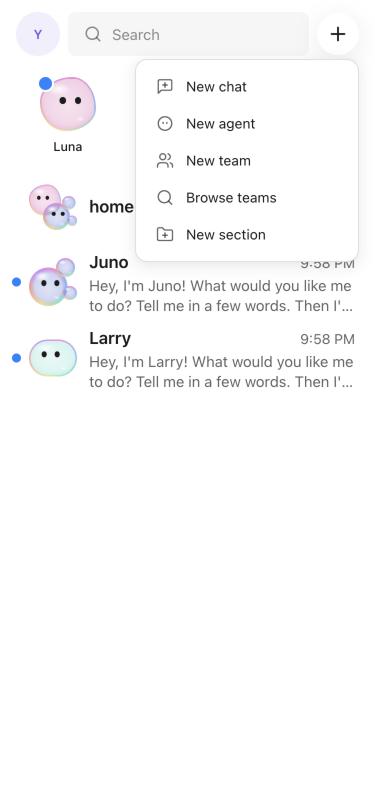 Y
Search
New chat
New agent
New team
Browse teams
New section
Luna
home
Juno
9:58 PM
Hey, I'm Juno! What would you like me
to do? Tell me in a few words. Then I'...
Larry
9:58 PM
Hey, I'm Larry! What would you like me
to do? Tell me in a few words. Then I'...